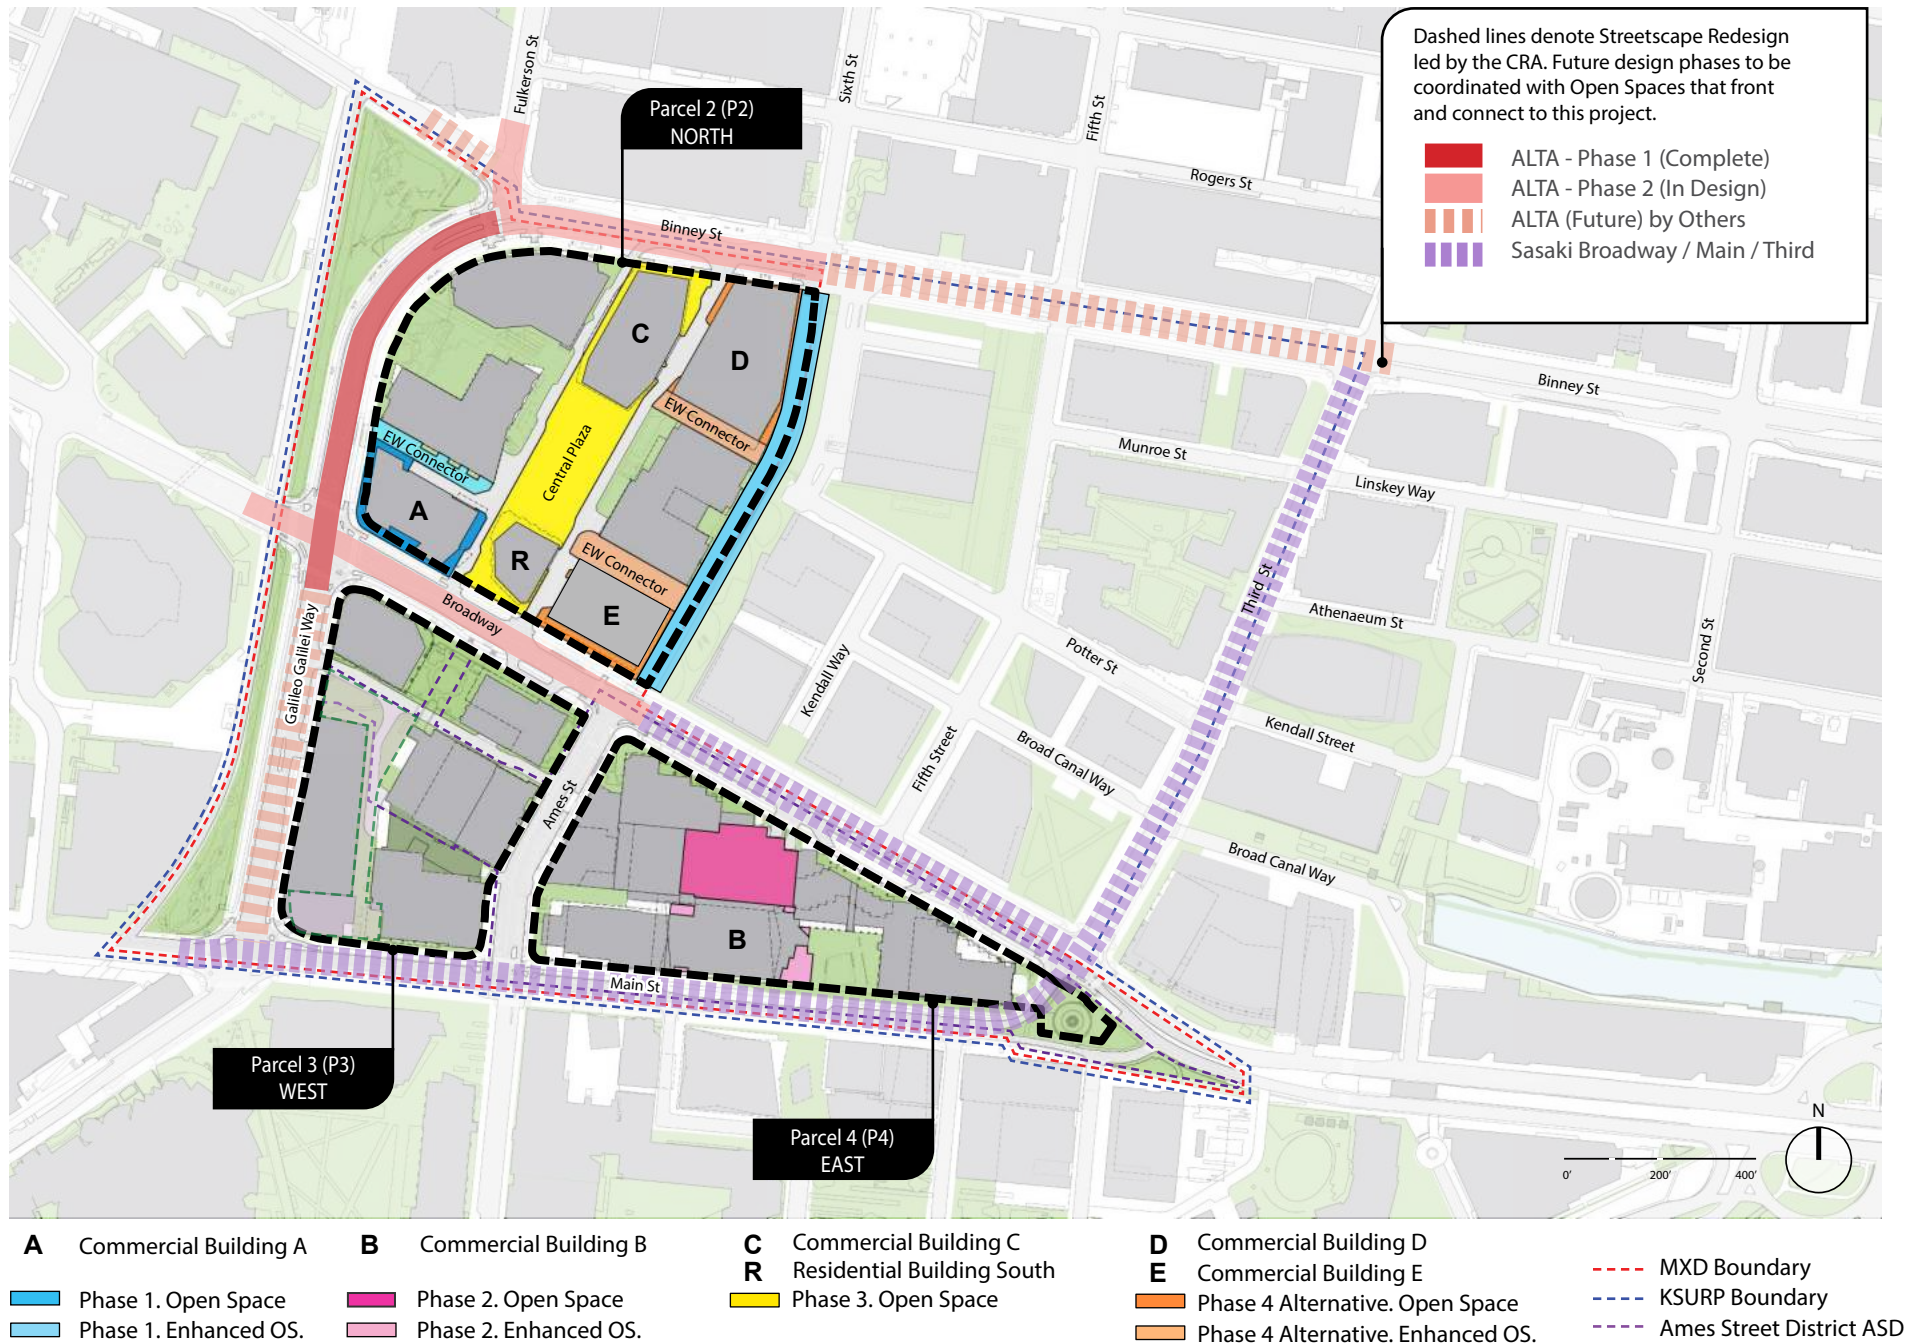 Dashed lines denote Streetscape Redesign
led by the CRA. Future design phases to be
coordinated with Open Spaces that front
and connect to this project.
ALTA - Phase 1 (Complete)
ALTA - Phase 2 (In Design)
ALTA (Future) by Others
Sasaki Broadway / Main / Third
Parcel 2 (P2)
NORTH
Fulkerson St
Sixth St
Fifth St
Rogers St
Binney St
C
D
EW Connector
Central Plaza
EW Connector
A
R
EW Connector
E
Binney St
Munroe St
Linskey Way
Third St
Athenaeum St
Second St
Potter St
Kendall Street
Kendall Way
Broadway
Galileo Galilei Way
Fifth Street
Broad Canal Way
Broad Canal Way
Ames St
B
Main St
Parcel 3 (P3)
WEST
Parcel 4 (P4)
EAST
N
0'
200'
400'
A Commercial Building A
Phase 1. Open Space
Phase 1. Enhanced OS.
B Commercial Building B
Phase 2. Open Space
Phase 2. Enhanced OS.
C Commercial Building C
R Residential Building South
Phase 3. Open Space
D Commercial Building D
E Commercial Building E
Phase 4 Alternative. Open Space
Phase 4 Alternative. Enhanced OS.
MXD Boundary
KSURP Boundary
Ames Street District ASD